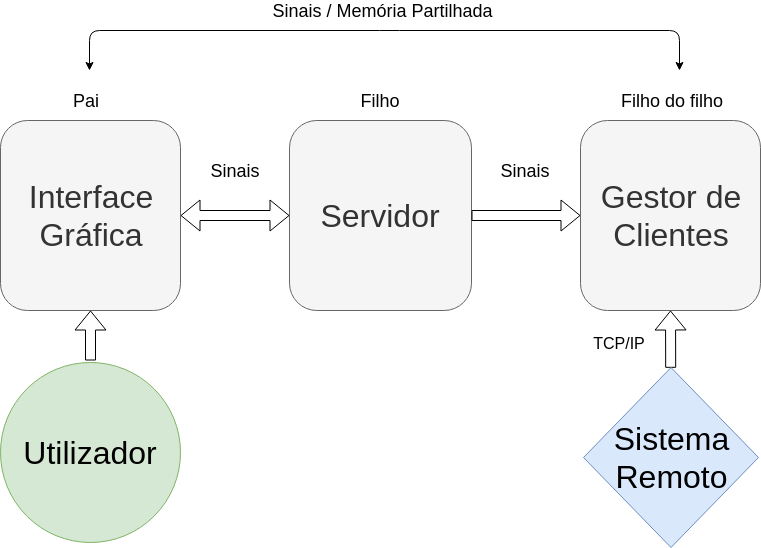 Sinais / Memória Partilhada
Pai
Filho
Filho do filho
Interface
Gráfica
Sinais
Servidor
Sinais
Gestor de
Clientes
TCP/IP
Utilizador
Sistema
Remoto